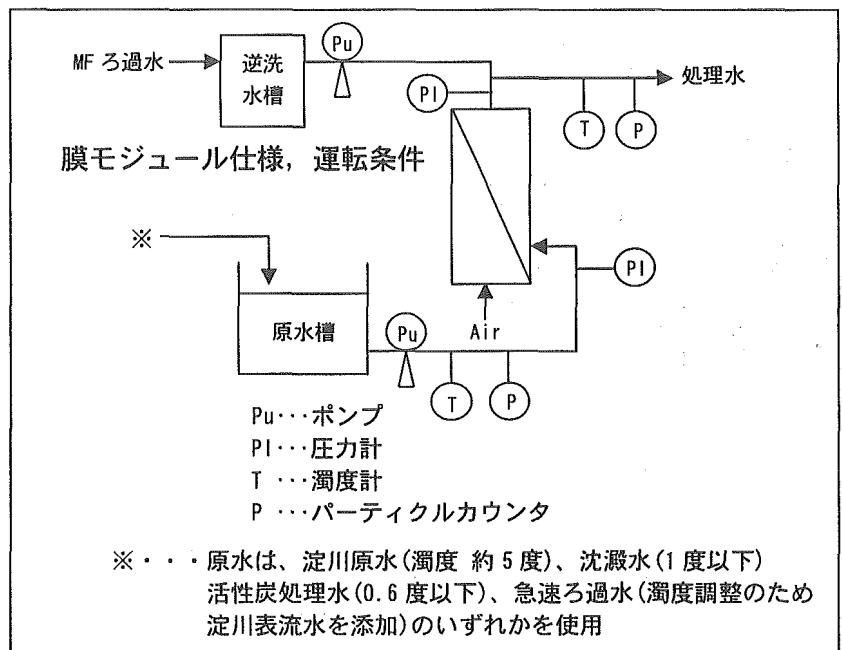 MF ろ過水
逆洗
水槽
Pu
PI
処理水
T
P
膜モジュール仕様，運転条件
※
PI
原水槽
Pu
Air
T
P
Pu・・・ポンプ
PI・・・圧力計
T ・・・濁度計
P ・・・パーティクルカウンタ
※・・・原水は、淀川原水(濁度 約5度)、沈澱水(1度以下)
活性炭処理水(0.6度以下)、急速ろ過水(濁度調整のため
淀川表流水を添加)のいずれかを使用